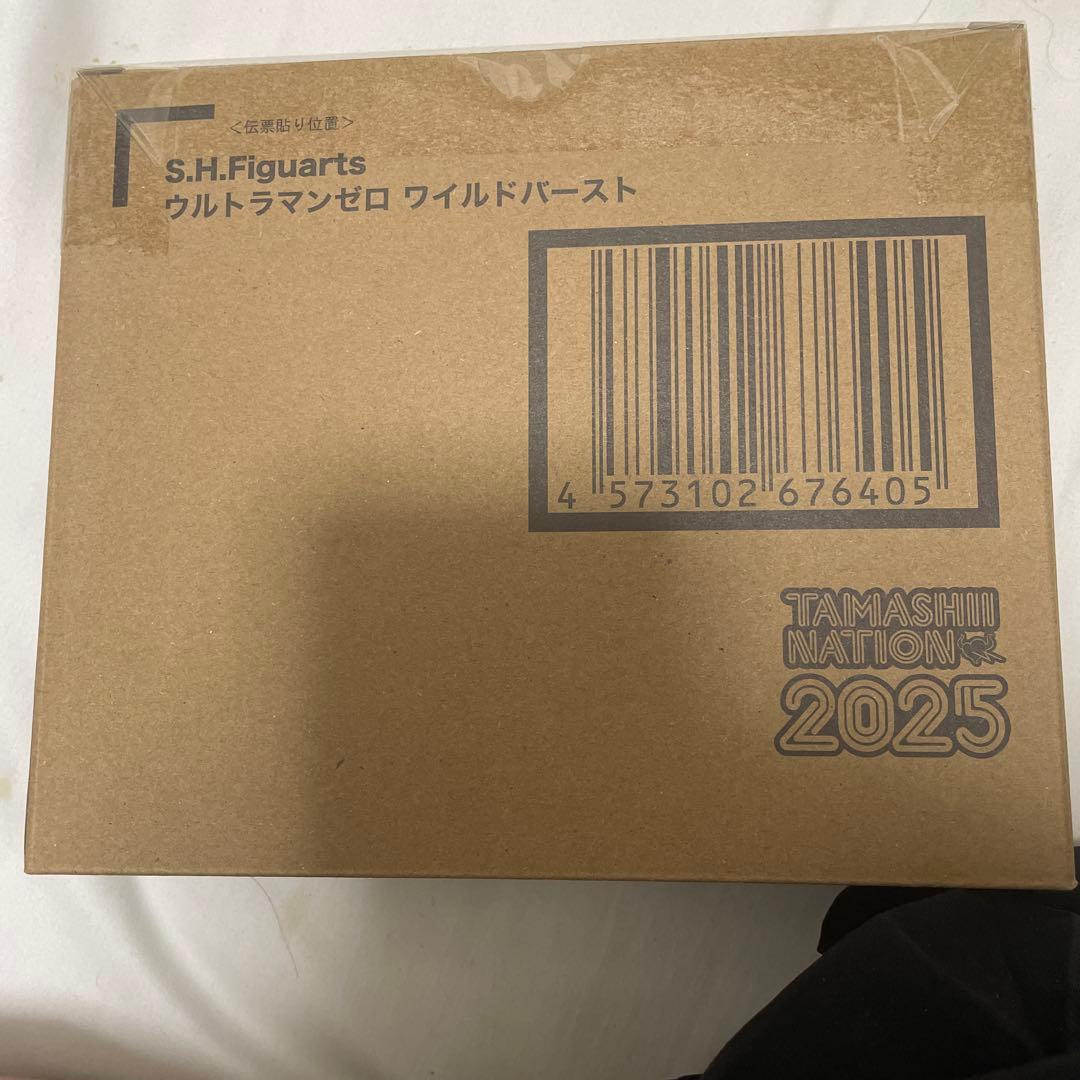 <伝票貼り位置>
S.H.Figuarts
ウルトラマンゼロ ワイルドバースト
4 573102 676405
TAMASHII
NATION
2025